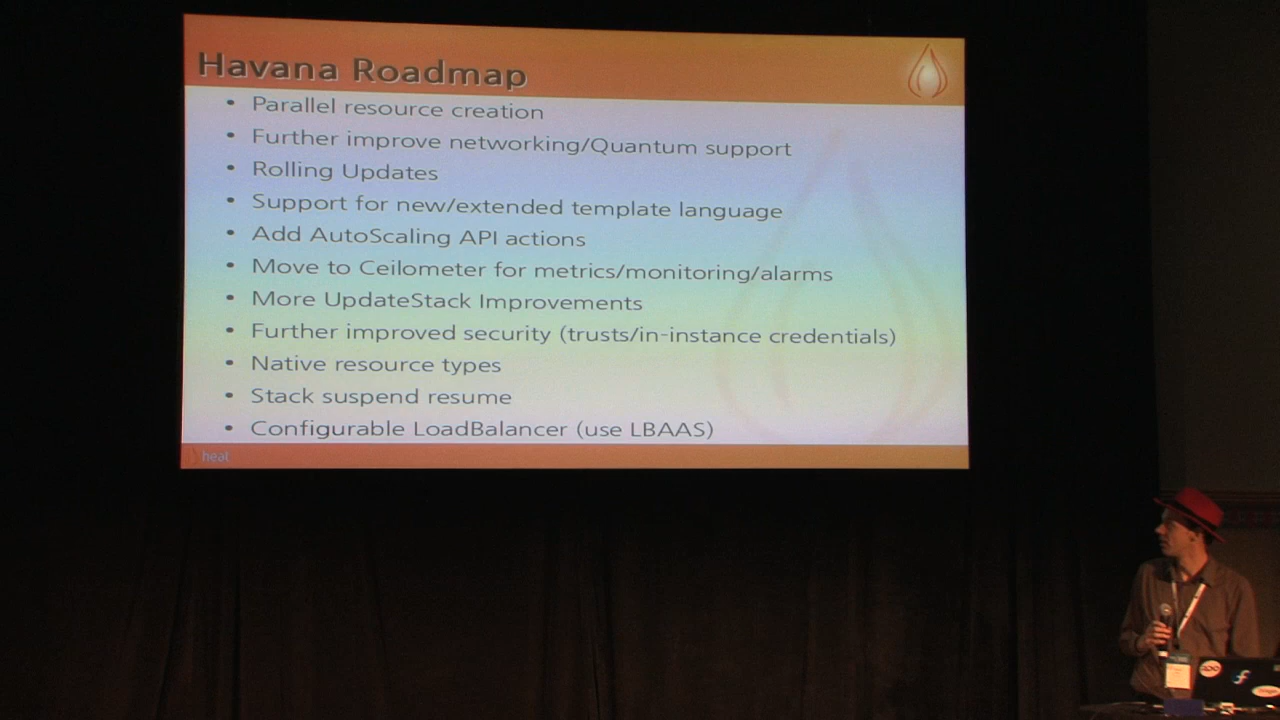 Havana Roadmap
• Parallel resource creation
• Further improve networking/Quantum support
• Rolling Updates
• Support for new/extended template language
• Add AutoScaling API actions
• Move to Ceilometer for metrics/monitoring/alarms
• More UpdateStack Improvements
• Further improved security (trusts/in-instance credentials)
• Native resource types
• Stack suspend resume
• Configurable LoadBalancer (use LBAAS)
heat